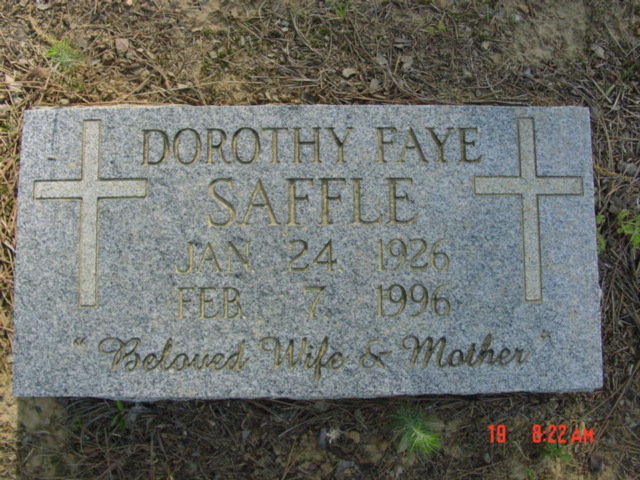 DOROTHY FAYE
SAFFLE
JAN 24 1926
FEB 7 1996
"Beloved Wife & Mother"
19 8:22 AM